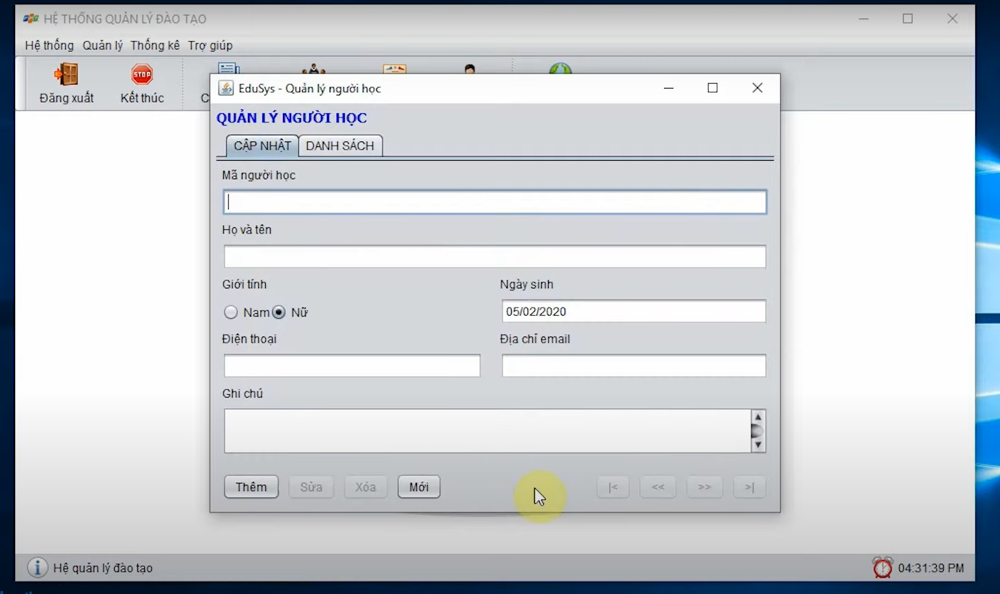 HỆ THỐNG QUẢN LÝ ĐÀO TẠO
Hệ thống Quản lý Thống kê Trợ giúp
Đăng xuất Kết thúc
EduSys - Quản lý người học
QUẢN LÝ NGƯỜI HỌC
CẬP NHẬT DANH SÁCH
Mã người học
Họ và tên
Giới tính Ngày sinh
Nam Nữ 05/02/2020
Điện thoại Địa chỉ email
Ghi chú
Thêm Sửa Xóa Mới |< << >> >|
Hệ quản lý đào tạo 04:31:39 PM